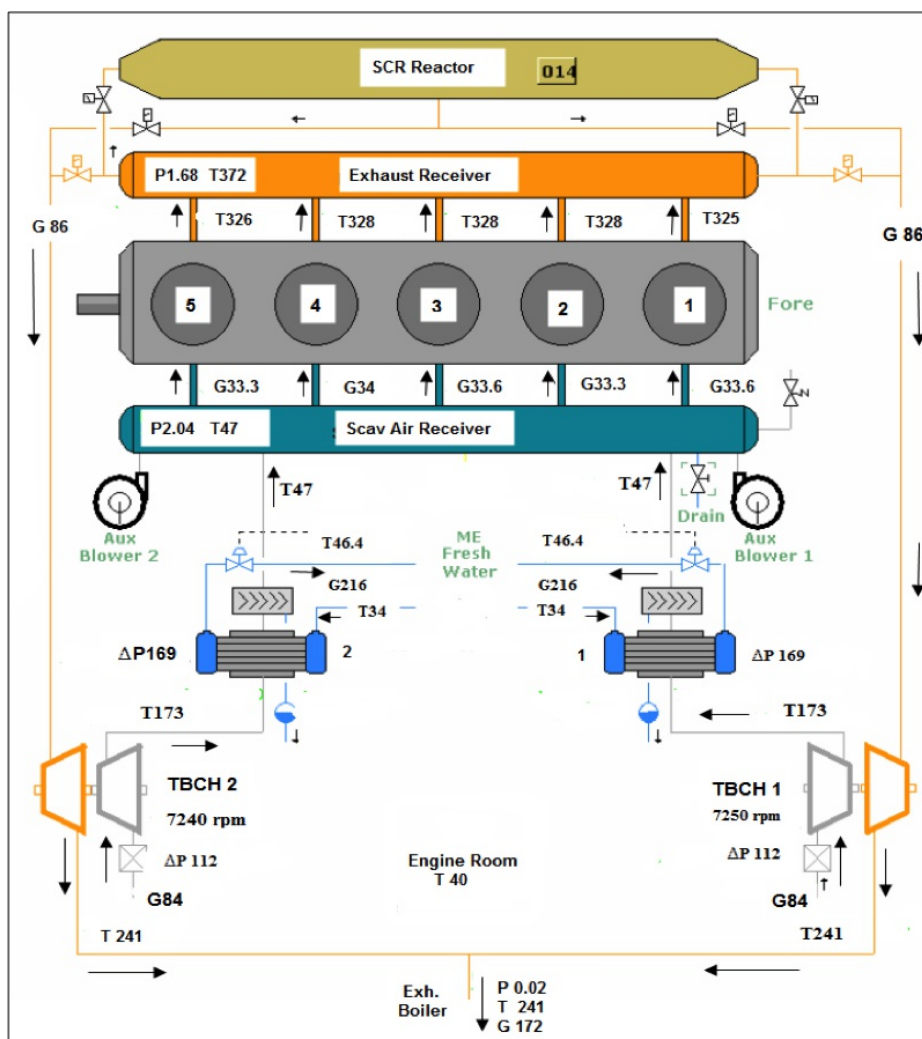 SCR Reactor 014
P1.68 T372 Exhaust Receiver
G 86
T326 T328 T328 T328 T325
G 86
5 4 3 2 1
Fore
G33.3 G34 G33.6 G33.3 G33.6
P2.04 T47 Scav Air Receiver
T47
T47
Drain
Aux
Blower 2
ME
Fresh
Water
Aux
Blower 1
T46.4
T46.4
G216
G216
T34
T34
ΔP169
2
1
ΔP 169
T173
T173
TBCH 2
7240 rpm
TBCH 1
7250 rpm
ΔP 112
ΔP 112
Engine Room
T 40
G84
G84
T 241
T241
Exh.
Boiler
P 0.02
T 241
G 172